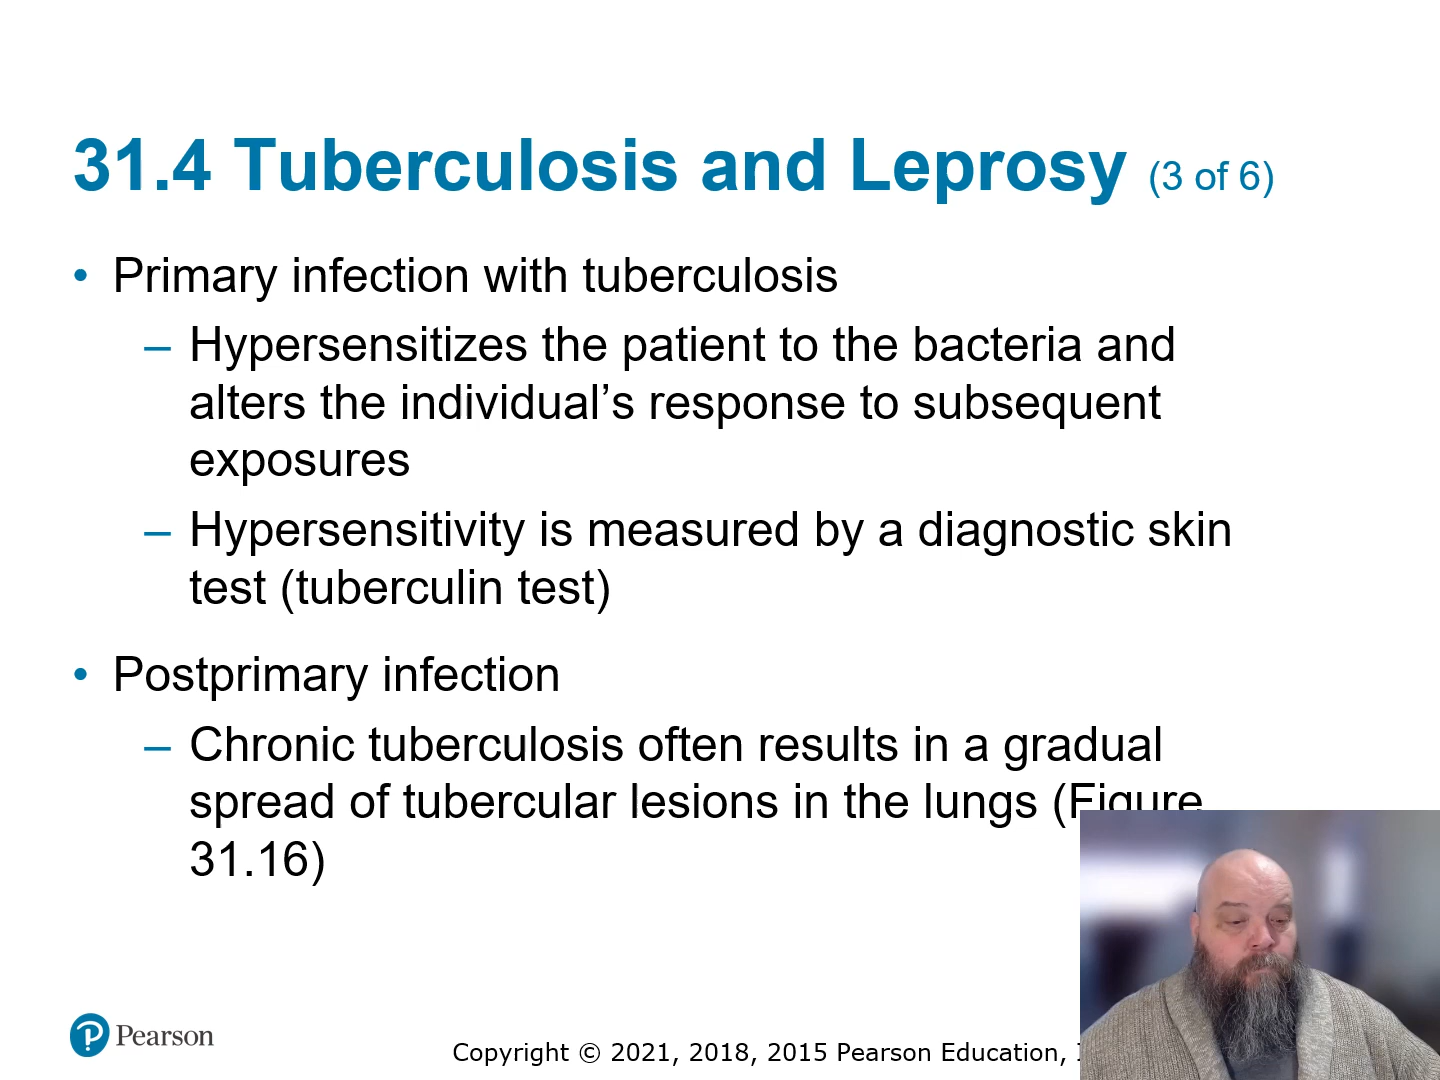 31.4 Tuberculosis and Leprosy (3 of 6)
• Primary infection with tuberculosis
– Hypersensitizes the patient to the bacteria and
alters the individual’s response to subsequent
exposures
– Hypersensitivity is measured by a diagnostic skin
test (tuberculin test)
• Postprimary infection
– Chronic tuberculosis often results in a gradual
spread of tubercular lesions in the lungs (Figure
31.16)
Pearson
Copyright © 2021, 2018, 2015 Pearson Education,